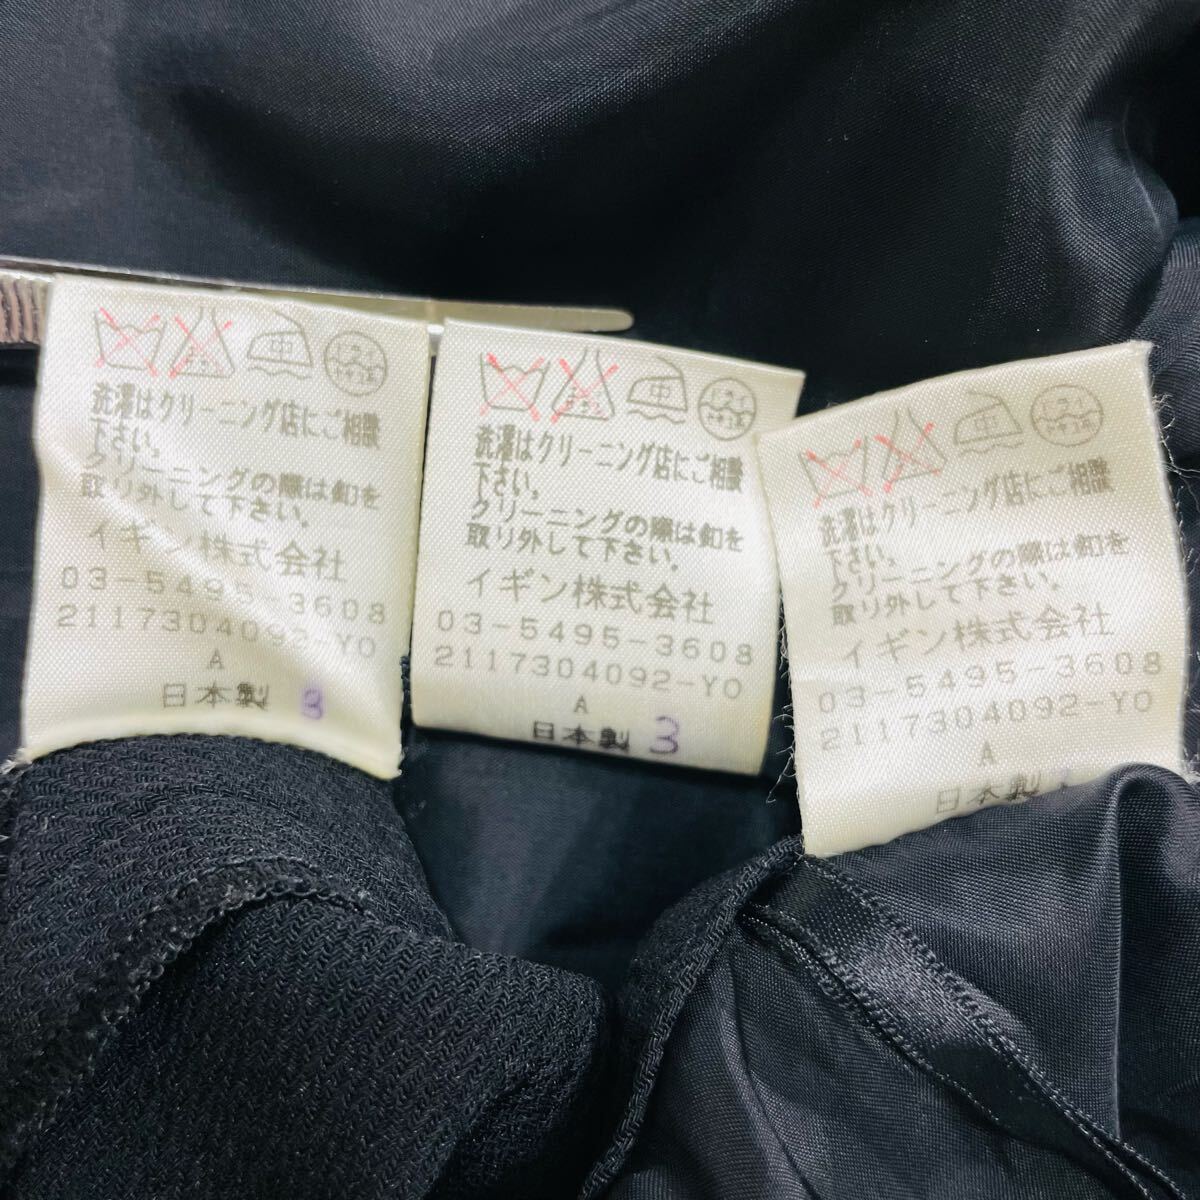 洗濯はクリーニング店にご相談
下さい。
クリーニングの際は釦を
取り外して下さい。
イギン株式会社
03-5495-3608
2117304092-YO
A
日本製 3
洗濯はクリーニング店にご相談
下さい。
クリーニングの際は釦を
取り外して下さい。
イギン株式会社
03-5495-3608
2117304092-YO
A
日本製 3
洗濯はクリーニング店にご相談
下さい。
クリーニングの際は釦を
取り外して下さい。
イギン株式会社
03-5495-3608
2117304092-YO
A
日本製